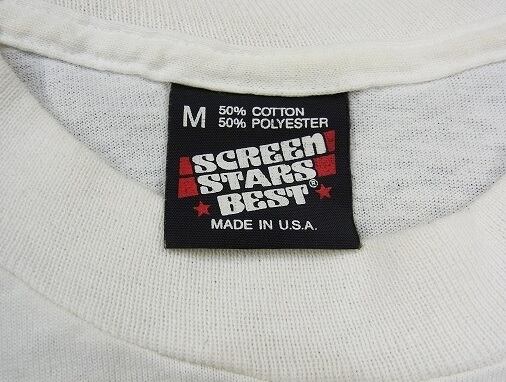 M 50% COTTON
50% POLYESTER
SCREEN
STARS
BEST®
MADE IN U.S.A.